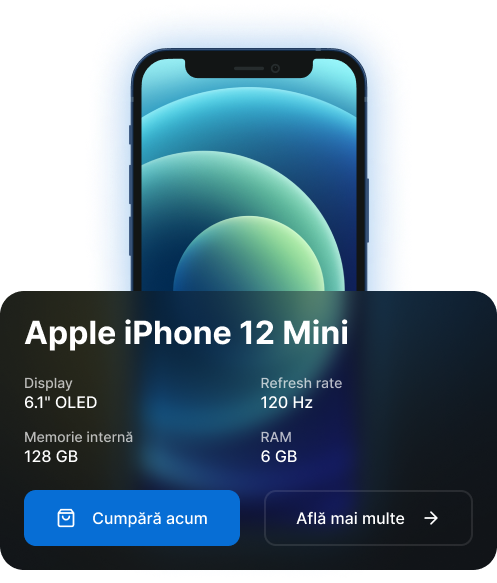 Apple iPhone 12 Mini
Display
Refresh rate
6.1" OLED
120 Hz
Memorie internă
RAM
128 GB
6 GB
Cumpără acum
Află mai multe